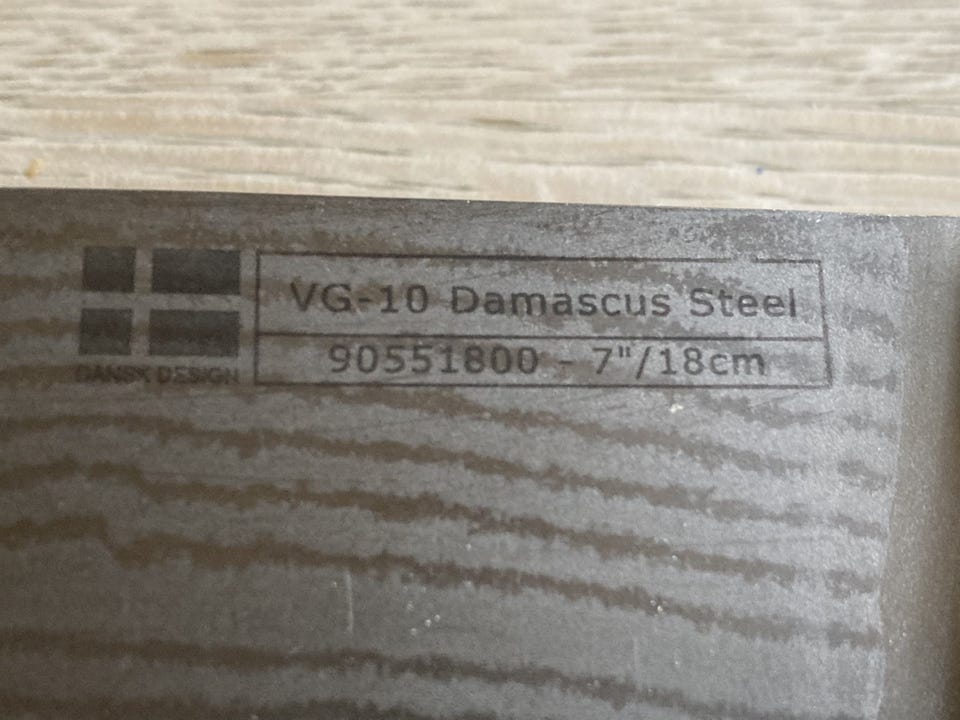 VG-10 Damascus Steel
90551800 - 7"/18cm
DANSK DESIGN